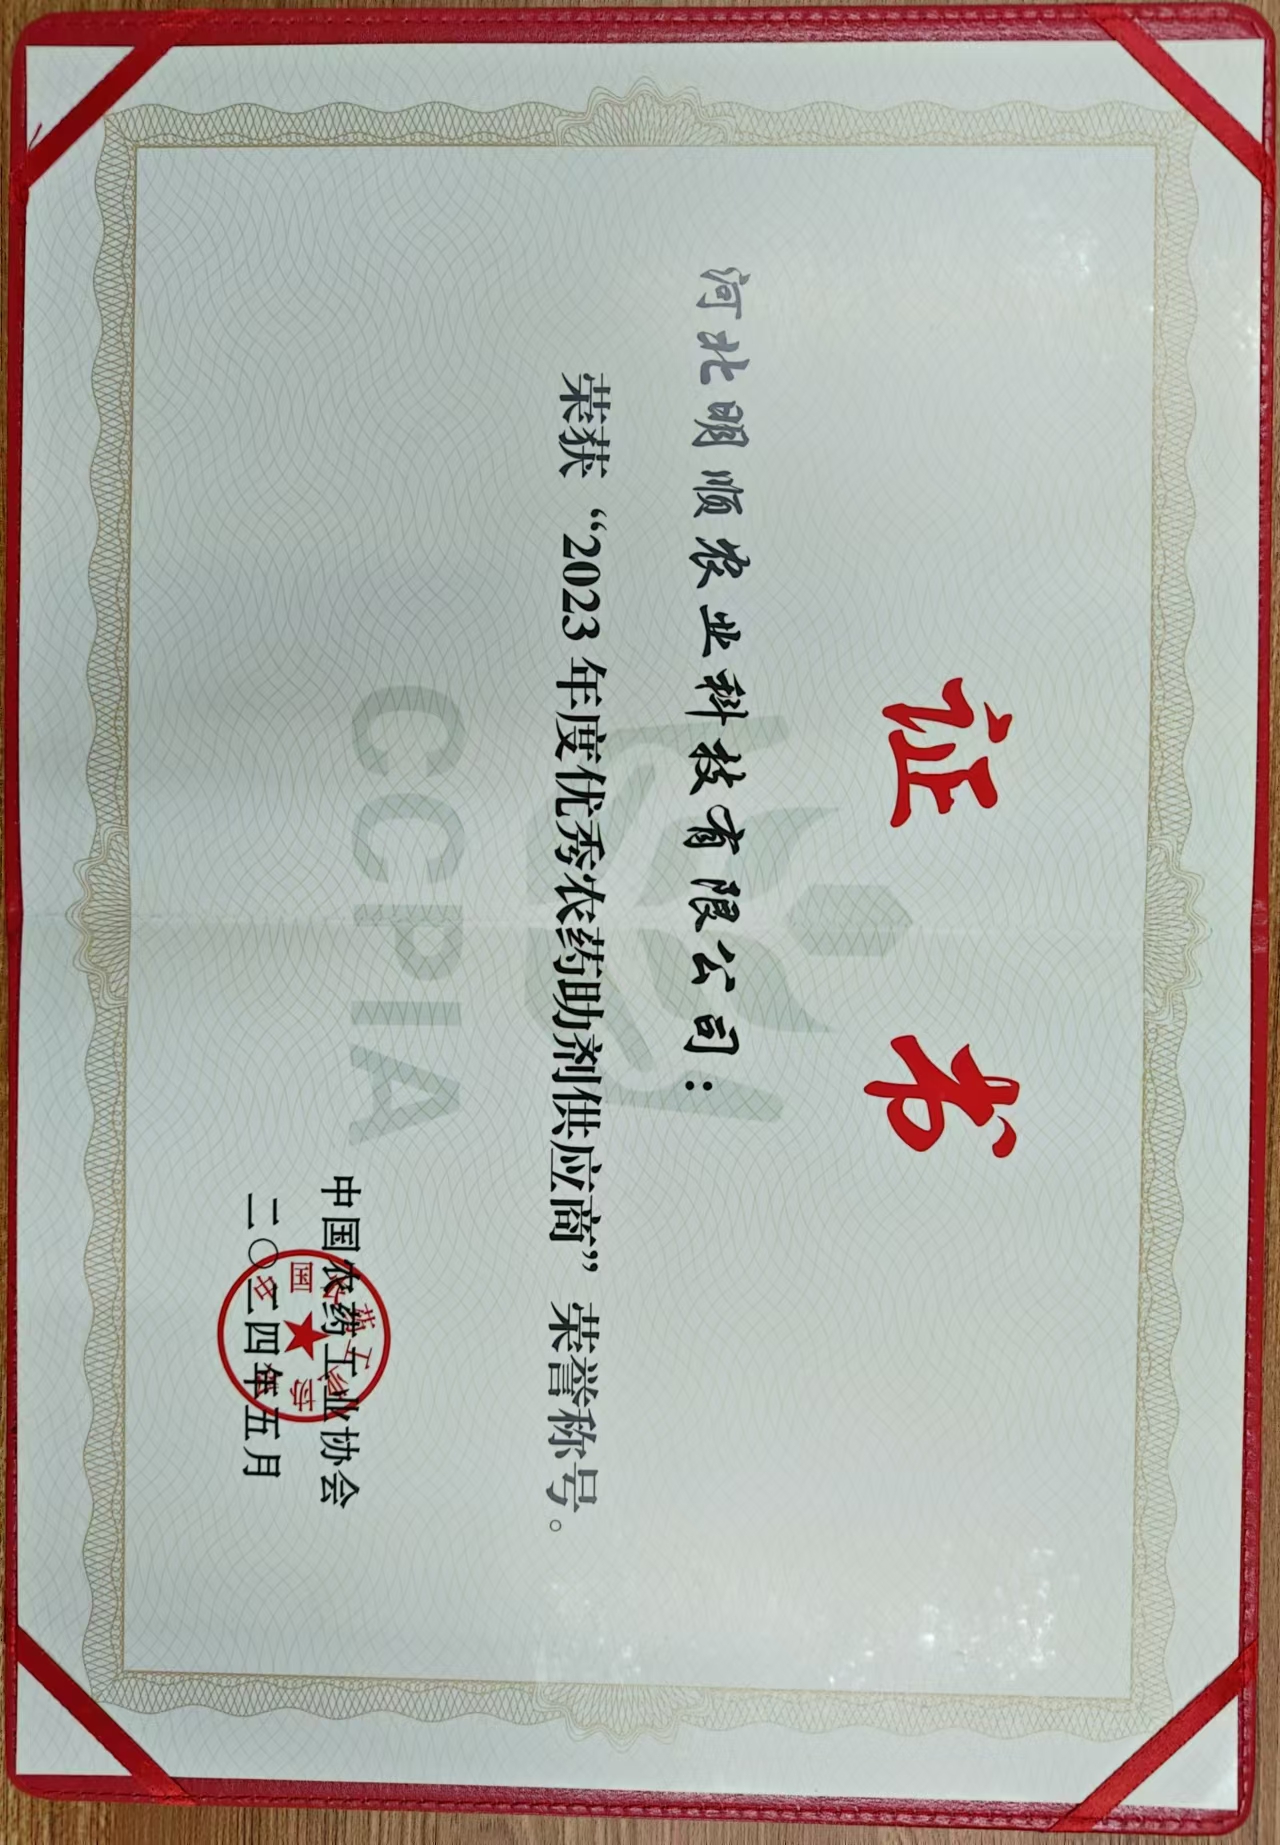 证书
河北明顺农业科技有限公司：
荣获“2023年度优秀农药助剂供应商”荣誉称号。
CCPIA
中国农药工业协会
二〇二四年五月